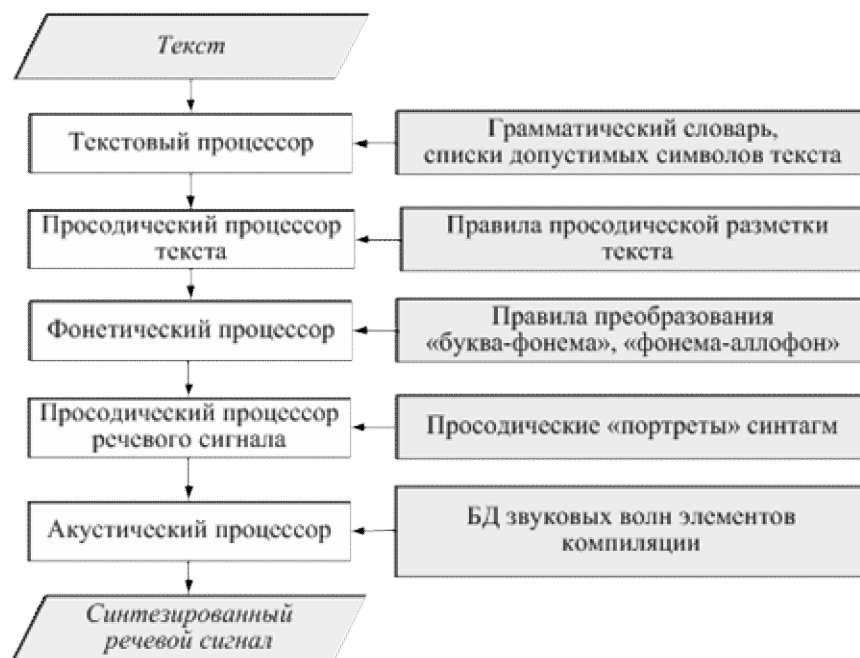 Текст
Текстовый процессор
Грамматический словарь,
списки допустимых символов текста
Просодический процессор
текста
Правила просодической разметки
текста
Фонетический процессор
Правила преобразования
«буква-фонема», «фонема-аллофон»
Просодический процессор
речевого сигнала
Просодические «портреты» синтагм
Акустический процессор
БД звуковых волн элементов
компиляции
Синтезированный
речевой сигнал